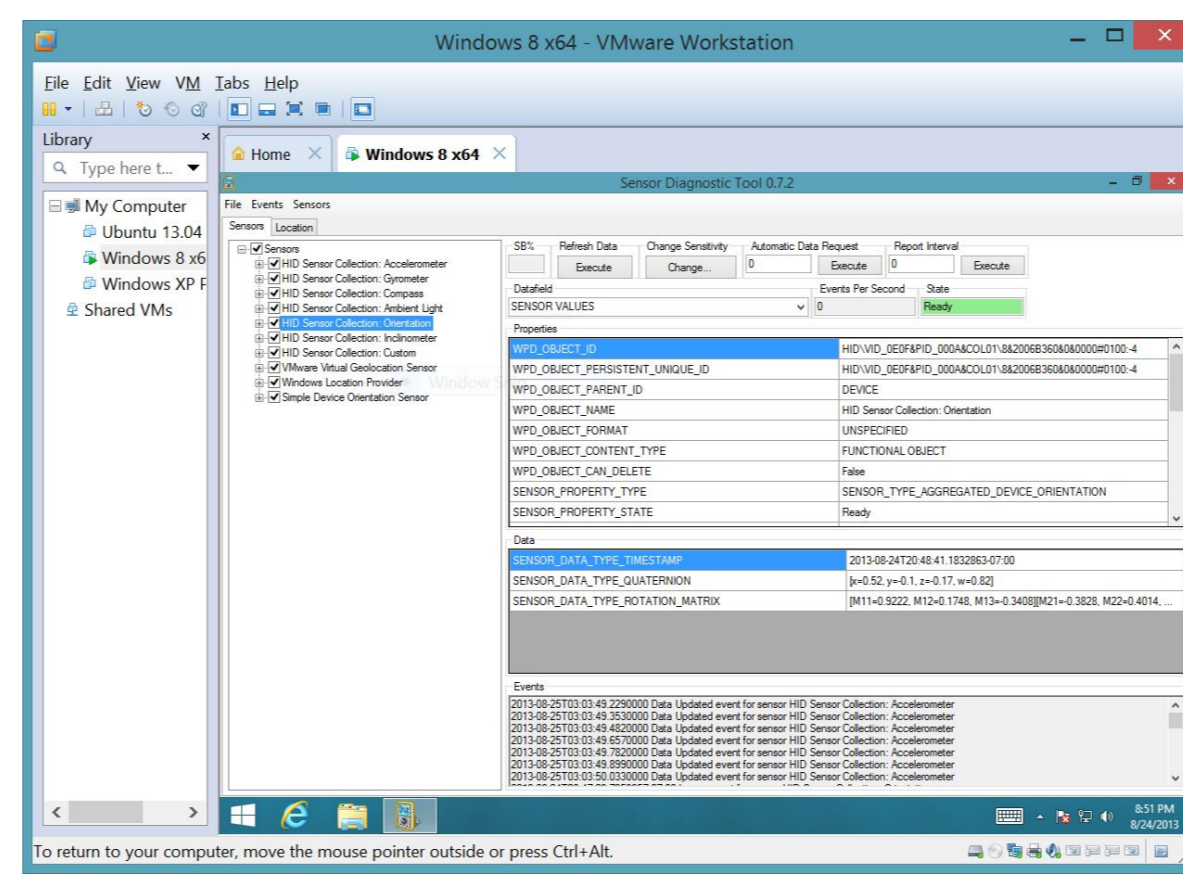 Windows 8 x64 - VMware Workstation
File Edit View VM Tabs Help
Library ×
Type here t...
My Computer
Ubuntu 13.04
Windows 8 x6
Windows XP P
Shared VMs
Home
Windows 8 x64
Sensor Diagnostic Tool 0.7.2
File Events Sensors
Sensors Location
Sensors
HID Sensor Collection: Accelerometer
HID Sensor Collection: Gyrometer
HID Sensor Collection: Compass
HID Sensor Collection: Ambient Light
HID Sensor Collection: Orientation
HID Sensor Collection: Inclinometer
HID Sensor Collection: Custom
VMware Virtual Geolocation Sensor
Windows Location Provider
Simple Device Orientation Sensor
Window Snip
SB% Refresh Data Change Sensitivity Automatic Data Request Report Interval
Execute Change... 0 Execute 0 Execute
Datafield Events Per Second State
SENSOR VALUES 0 Ready
Properties
WPD_OBJECT_ID HID\VID_0E0F&PID_000A&COL01\8&2006B360&0&0000#0100:-4
WPD_OBJECT_PERSISTENT_UNIQUE_ID HID\VID_0E0F&PID_000A&COL01\8&2006B360&0&0000#0100:-4
WPD_OBJECT_PARENT_ID DEVICE
WPD_OBJECT_NAME HID Sensor Collection: Orientation
WPD_OBJECT_FORMAT UNSPECIFIED
WPD_OBJECT_CONTENT_TYPE FUNCTIONAL OBJECT
WPD_OBJECT_CAN_DELETE False
SENSOR_PROPERTY_TYPE SENSOR_TYPE_AGGREGATED_DEVICE_ORIENTATION
SENSOR_PROPERTY_STATE Ready
Data
SENSOR_DATA_TYPE_TIMESTAMP 2013-08-24T20:48:41.1832863-07:00
SENSOR_DATA_TYPE_QUATERNION [x=0.52, y=-0.1, z=-0.17, w=0.82]
SENSOR_DATA_TYPE_ROTATION_MATRIX [M11=0.9222, M12=0.1748, M13=-0.3408][M21=-0.3828, M22=0.4014, ...
Events
2013-08-25T03:03:49.2290000 Data Updated event for sensor HID Sensor Collection: Accelerometer
2013-08-25T03:03:49.3530000 Data Updated event for sensor HID Sensor Collection: Accelerometer
2013-08-25T03:03:49.4820000 Data Updated event for sensor HID Sensor Collection: Accelerometer
2013-08-25T03:03:49.6570000 Data Updated event for sensor HID Sensor Collection: Accelerometer
2013-08-25T03:03:49.7820000 Data Updated event for sensor HID Sensor Collection: Accelerometer
2013-08-25T03:03:49.8990000 Data Updated event for sensor HID Sensor Collection: Accelerometer
2013-08-25T03:03:50.0330000 Data Updated event for sensor HID Sensor Collection: Accelerometer
8:51 PM
8/24/2013
To return to your computer, move the mouse pointer outside or press Ctrl+Alt.